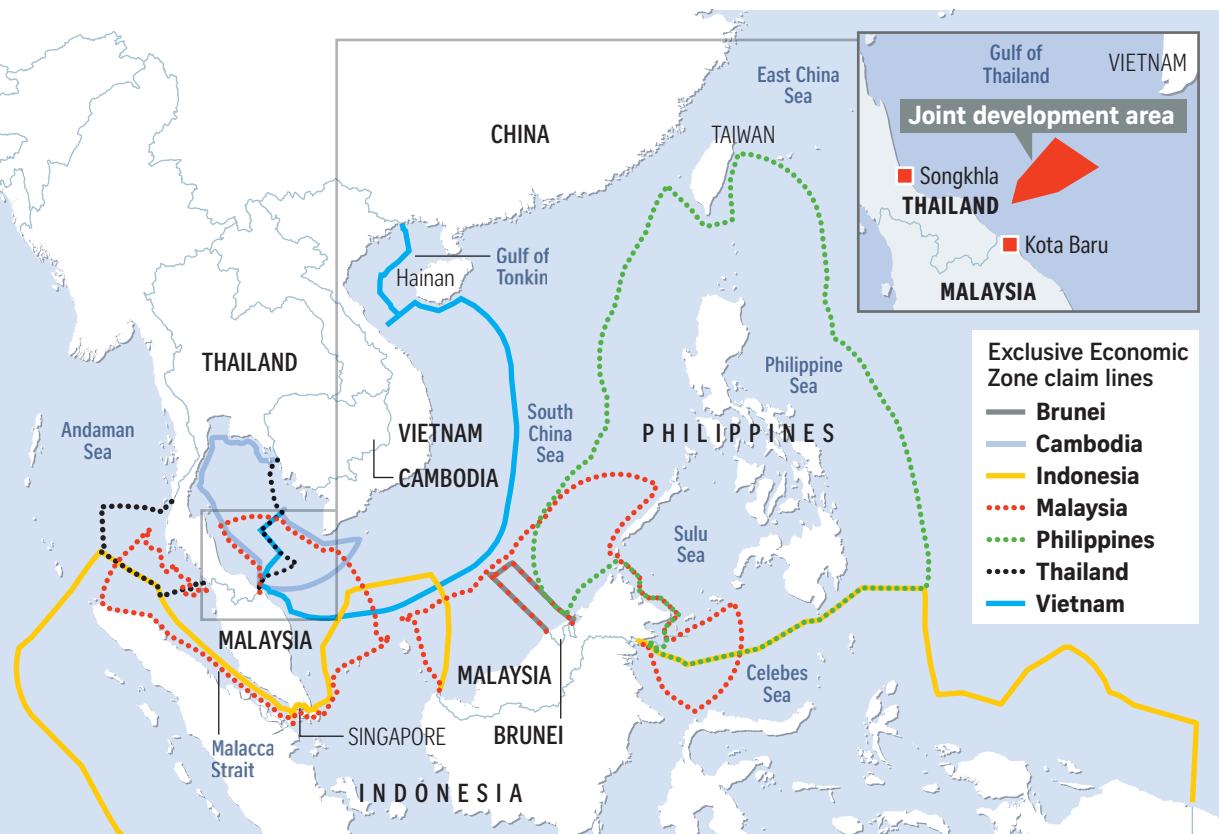 East China
Sea
CHINA
TAIWAN
Gulf of
Tonkin
Hainan
THAILAND
Philippine
Sea
Andaman
Sea
South
China
Sea
VIETNAM
CAMBODIA
PHILIPPINES
Sulu
Sea
MALAYSIA
MALAYSIA
Celebes
Sea
SINGAPORE
BRUNEI
Malacca
Strait
INDONESIA
Gulf of
Thailand
VIETNAM
Joint development area
Songkhla
THAILAND
Kota Baru
MALAYSIA
Exclusive Economic
Zone claim lines
Brunei
Cambodia
Indonesia
Malaysia
Philippines
Thailand
Vietnam